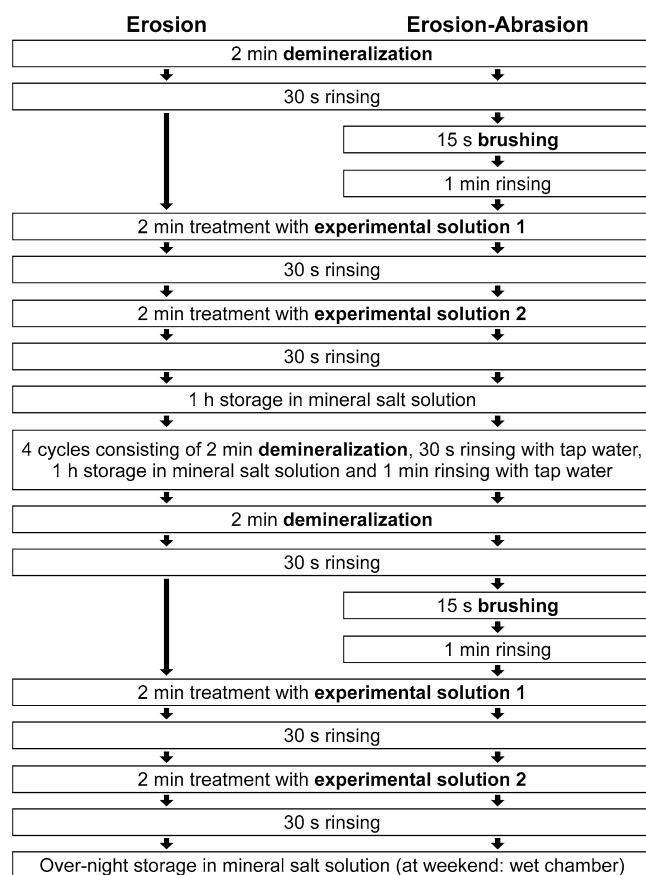 Erosion
Erosion-Abrasion
2 min demineralization
30 s rinsing
15 s brushing
1 min rinsing
2 min treatment with experimental solution 1
30 s rinsing
2 min treatment with experimental solution 2
30 s rinsing
1 h storage in mineral salt solution
4 cycles consisting of 2 min demineralization, 30 s rinsing with tap water,
1 h storage in mineral salt solution and 1 min rinsing with tap water
2 min demineralization
30 s rinsing
15 s brushing
1 min rinsing
2 min treatment with experimental solution 1
30 s rinsing
2 min treatment with experimental solution 2
30 s rinsing
Over-night storage in mineral salt solution (at weekend: wet chamber)